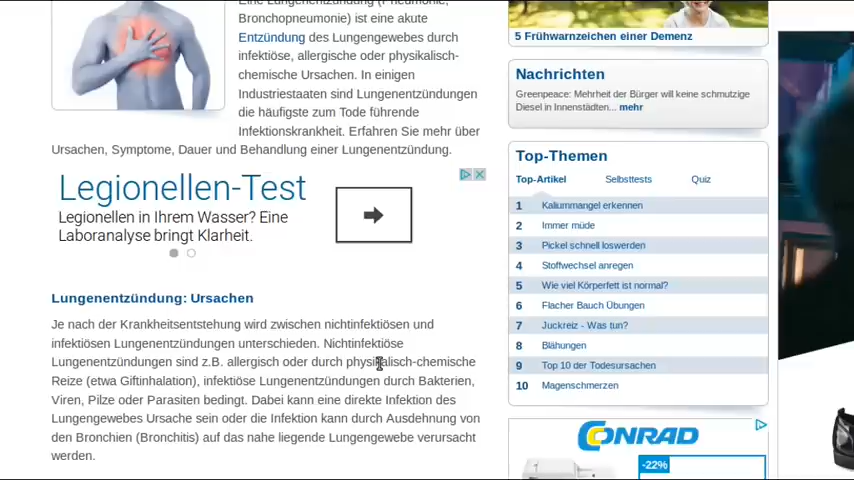 Bronchopneumonie) ist eine akute
Entzündung des Lungengewebes durch
infektiöse, allergische oder physikalisch-
chemische Ursachen. In einigen
Industriestaaten sind Lungenentzündungen
die häufigste zum Tode führende
Infektionskrankheit. Erfahren Sie mehr über
Ursachen, Symptome, Dauer und Behandlung einer Lungenentzündung.
Legionellen-Test
Legionellen in Ihrem Wasser? Eine
Laboranalyse bringt Klarheit.
Lungenentzündung: Ursachen
Je nach der Krankheitsentstehung wird zwischen nichtinfektiösen und
infektiösen Lungenentzündungen unterschieden. Nichtinfektiöse
Lungenentzündungen sind z.B. allergisch oder durch physikalisch-chemische
Reize (etwa Giftinhalation), infektiöse Lungenentzündungen durch Bakterien,
Viren, Pilze oder Parasiten bedingt. Dabei kann eine direkte Infektion des
Lungengewebes Ursache sein oder die Infektion kann durch Ausdehnung von
den Bronchien (Bronchitis) auf das nahe liegende Lungengewebe verursacht
werden.
5 Frühwarnzeichen einer Demenz
Nachrichten
Greenpeace: Mehrheit der Bürger will keine schmutzige
Diesel in Innenstädten... mehr
Top-Themen
Top-Artikel Selbsttests Quiz
1 Kaliummangel erkennen
2 Immer müde
3 Pickel schnell loswerden
4 Stoffwechsel anregen
5 Wie viel Körperfett ist normal?
6 Flacher Bauch Übungen
7 Juckreiz - Was tun?
8 Blähungen
9 Top 10 der Todesursachen
10 Magenschmerzen
CONRAD
-22%